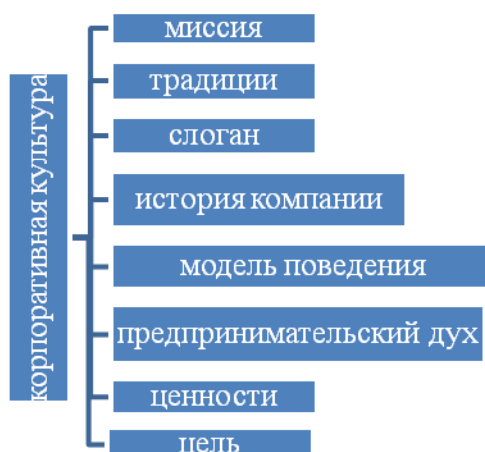 корпоративная культура
миссия
традиции
слоган
история компании
модель поведения
предпринимательский дух
ценности
цель